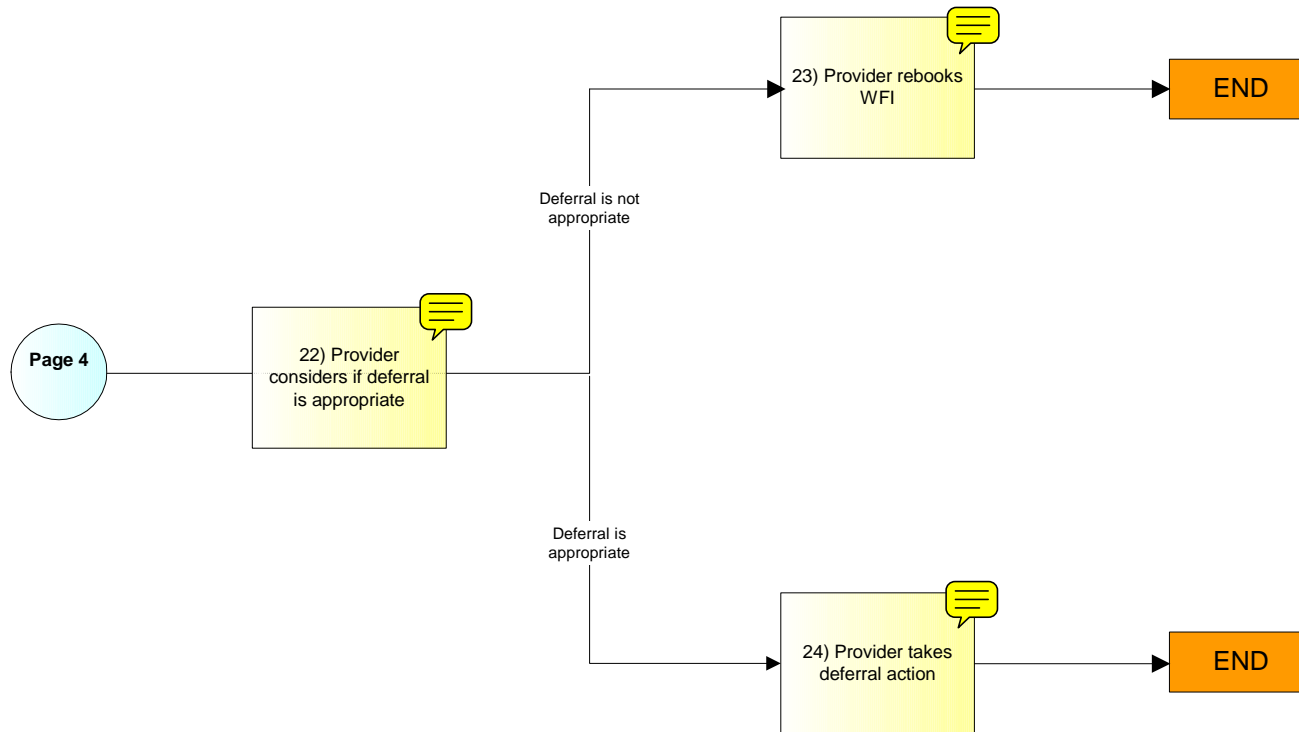 23) Provider rebooks
WFI
END
Deferral is not
appropriate
Page 4
22) Provider
considers if deferral
is appropriate
Deferral is
appropriate
24) Provider takes
deferral action
END